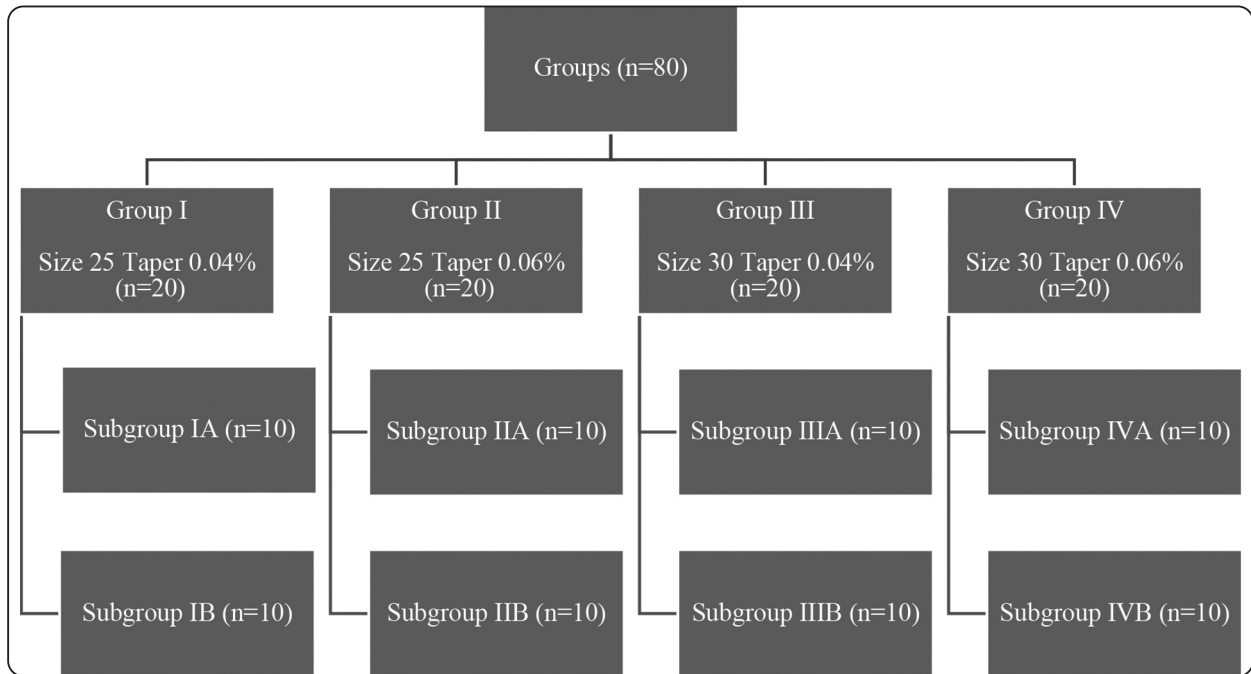 Groups (n=80)
Group I
Size 25 Taper 0.04%
(n=20)
Group II
Size 25 Taper 0.06%
(n=20)
Group III
Size 30 Taper 0.04%
(n=20)
Group IV
Size 30 Taper 0.06%
(n=20)
Subgroup IA (n=10)
Subgroup IIA (n=10)
Subgroup IIIA (n=10)
Subgroup IVA (n=10)
Subgroup IB (n=10)
Subgroup IIB (n=10)
Subgroup IIIB (n=10)
Subgroup IVB (n=10)